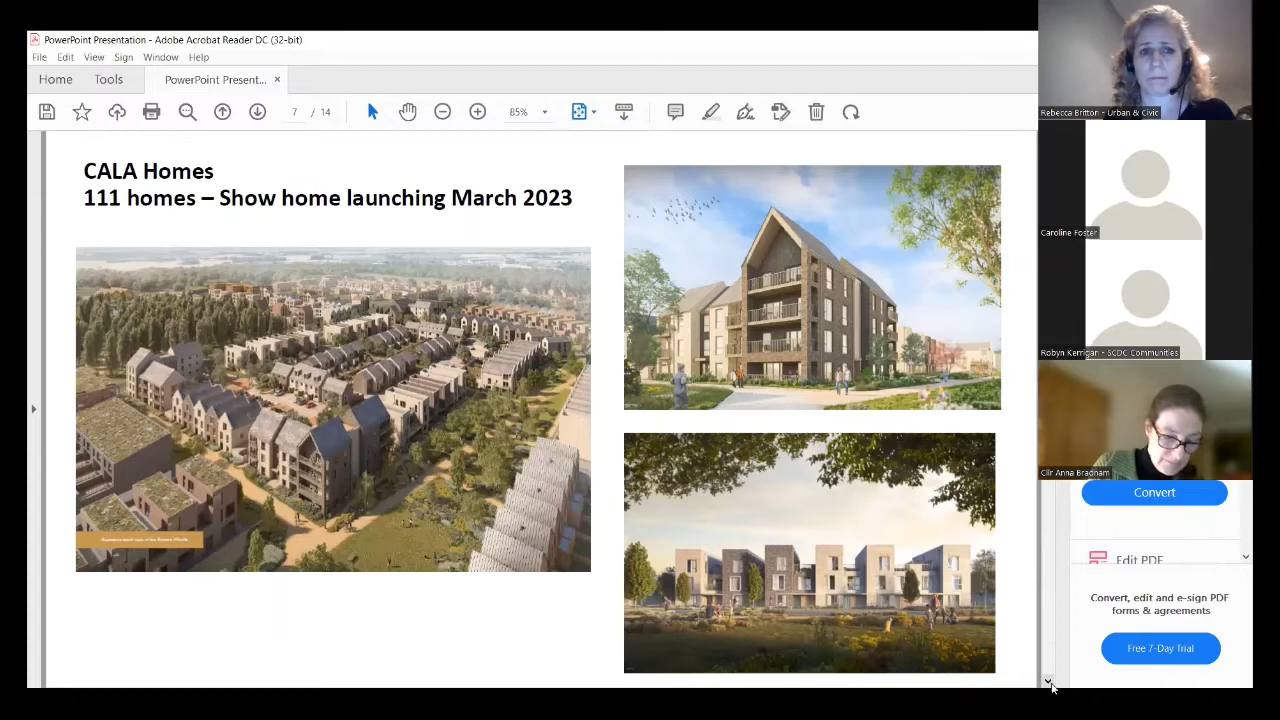 PowerPoint Presentation - Adobe Acrobat Reader DC (32-bit)
File Edit View Sign Window Help
Home Tools PowerPoint Present... ×
7 / 14 85%
CALA Homes
111 homes – Show home launching March 2023
Rebecca Britton - Urban & Civic
Caroline Foster
Robyn Kerrigan - SCDC Communities
Cllr Anna Bradnam
Convert
Edit PDF
Convert, edit and e-sign PDF
forms & agreements
Free 7-Day Trial